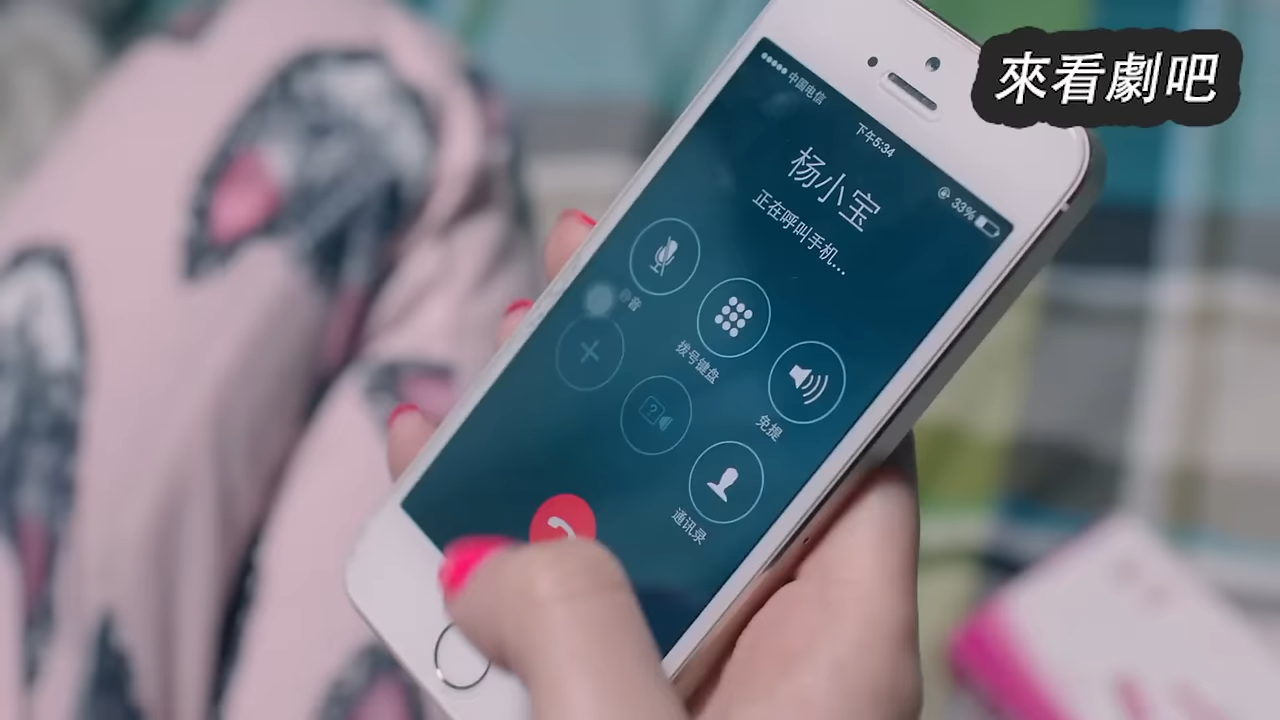 來看劇吧
中国电信
下午5:34
33%
杨小宝
正在呼叫手机...
静音
拨号键盘
免提
通讯录